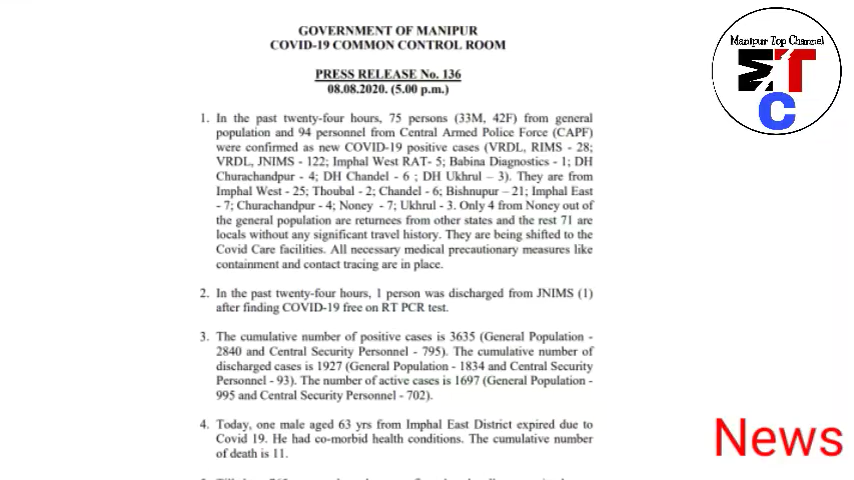 GOVERNMENT OF MANIPUR
COVID-19 COMMON CONTROL ROOM
PRESS RELEASE No. 136
08.08.2020. (5.00 p.m.)
1. In the past twenty-four hours, 75 persons (33M, 42F) from general
population and 94 personnel from Central Armed Police Force (CAPF)
were confirmed as new COVID-19 positive cases (VRDL, RIMS - 28;
VRDL, JNIMS - 122; Imphal West RAT- 5; Babina Diagnostics - 1; DH
Churachandpur - 4; DH Chandel - 6 ; DH Ukhrul – 3). They are from
Imphal West - 25; Thoubal - 2; Chandel - 6; Bishnupur – 21; Imphal East
- 7; Churachandpur - 4; Noney - 7; Ukhrul - 3. Only 4 from Noney out of
the general population are returnees from other states and the rest 71 are
locals without any significant travel history. They are being shifted to the
Covid Care facilities. All necessary medical precautionary measures like
containment and contact tracing are in place.
2. In the past twenty-four hours, 1 person was discharged from JNIMS (1)
after finding COVID-19 free on RT PCR test.
3. The cumulative number of positive cases is 3635 (General Population -
2840 and Central Security Personnel - 795). The cumulative number of
discharged cases is 1927 (General Population - 1834 and Central Security
Personnel - 93). The number of active cases is 1697 (General Population -
995 and Central Security Personnel - 702).
4. Today, one male aged 63 yrs from Imphal East District expired due to
Covid 19. He had co-morbid health conditions. The cumulative number
of death is 11.
Manipur Top Channel
MTC
News